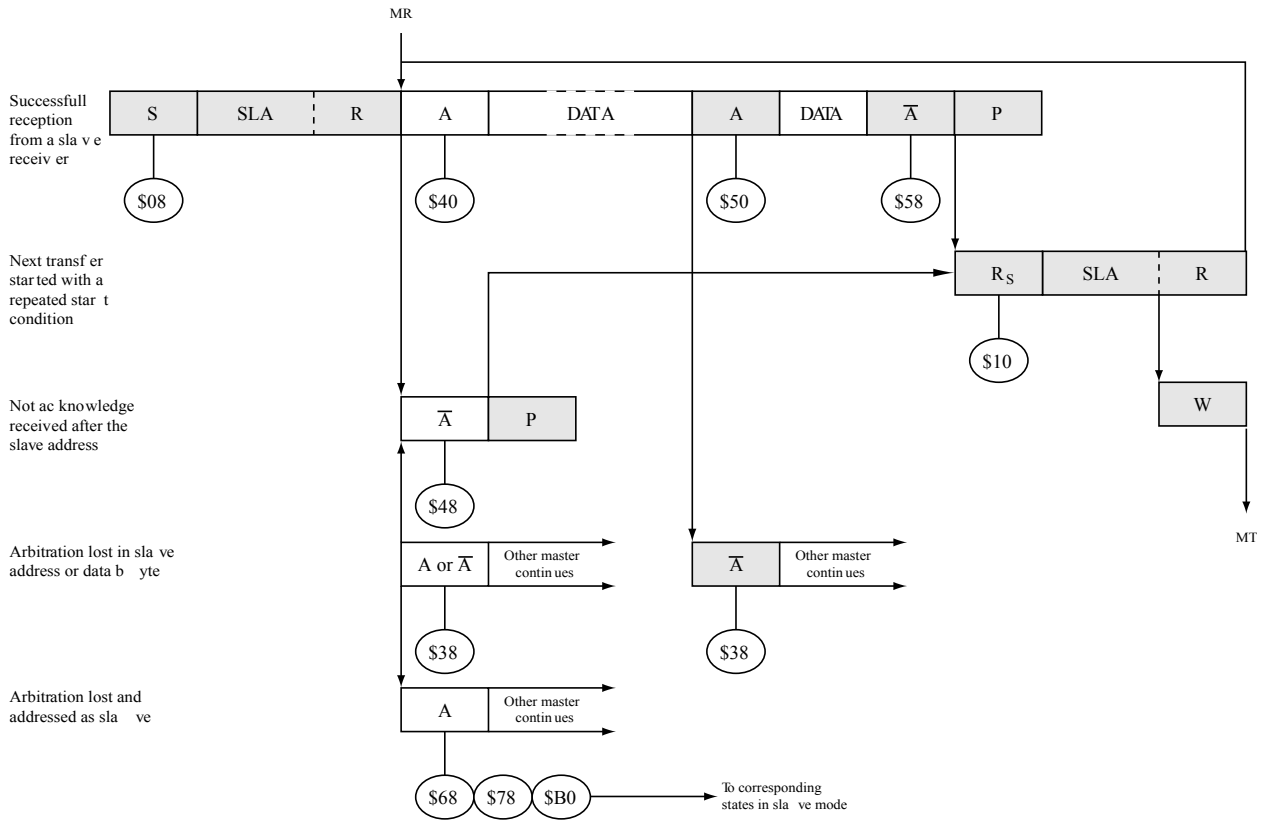 MR
Successfull
reception
from a sla v e
receiv er
S SLA R A DATA A DATA A̅ P
$08 $40 $50 $58
Next transf er
star ted with a
repeated star t
condition
RS SLA R
$10
Not ac knowledge
received after the
slave address
A̅ P
W
$48
MT
Arbitration lost in sla ve
address or data b yte
A or A̅
Other master
contin ues
A̅
Other master
contin ues
$38 $38
Arbitration lost and
addressed as sla ve
A
Other master
contin ues
$68 $78 $B0
To corresponding
states in sla ve mode